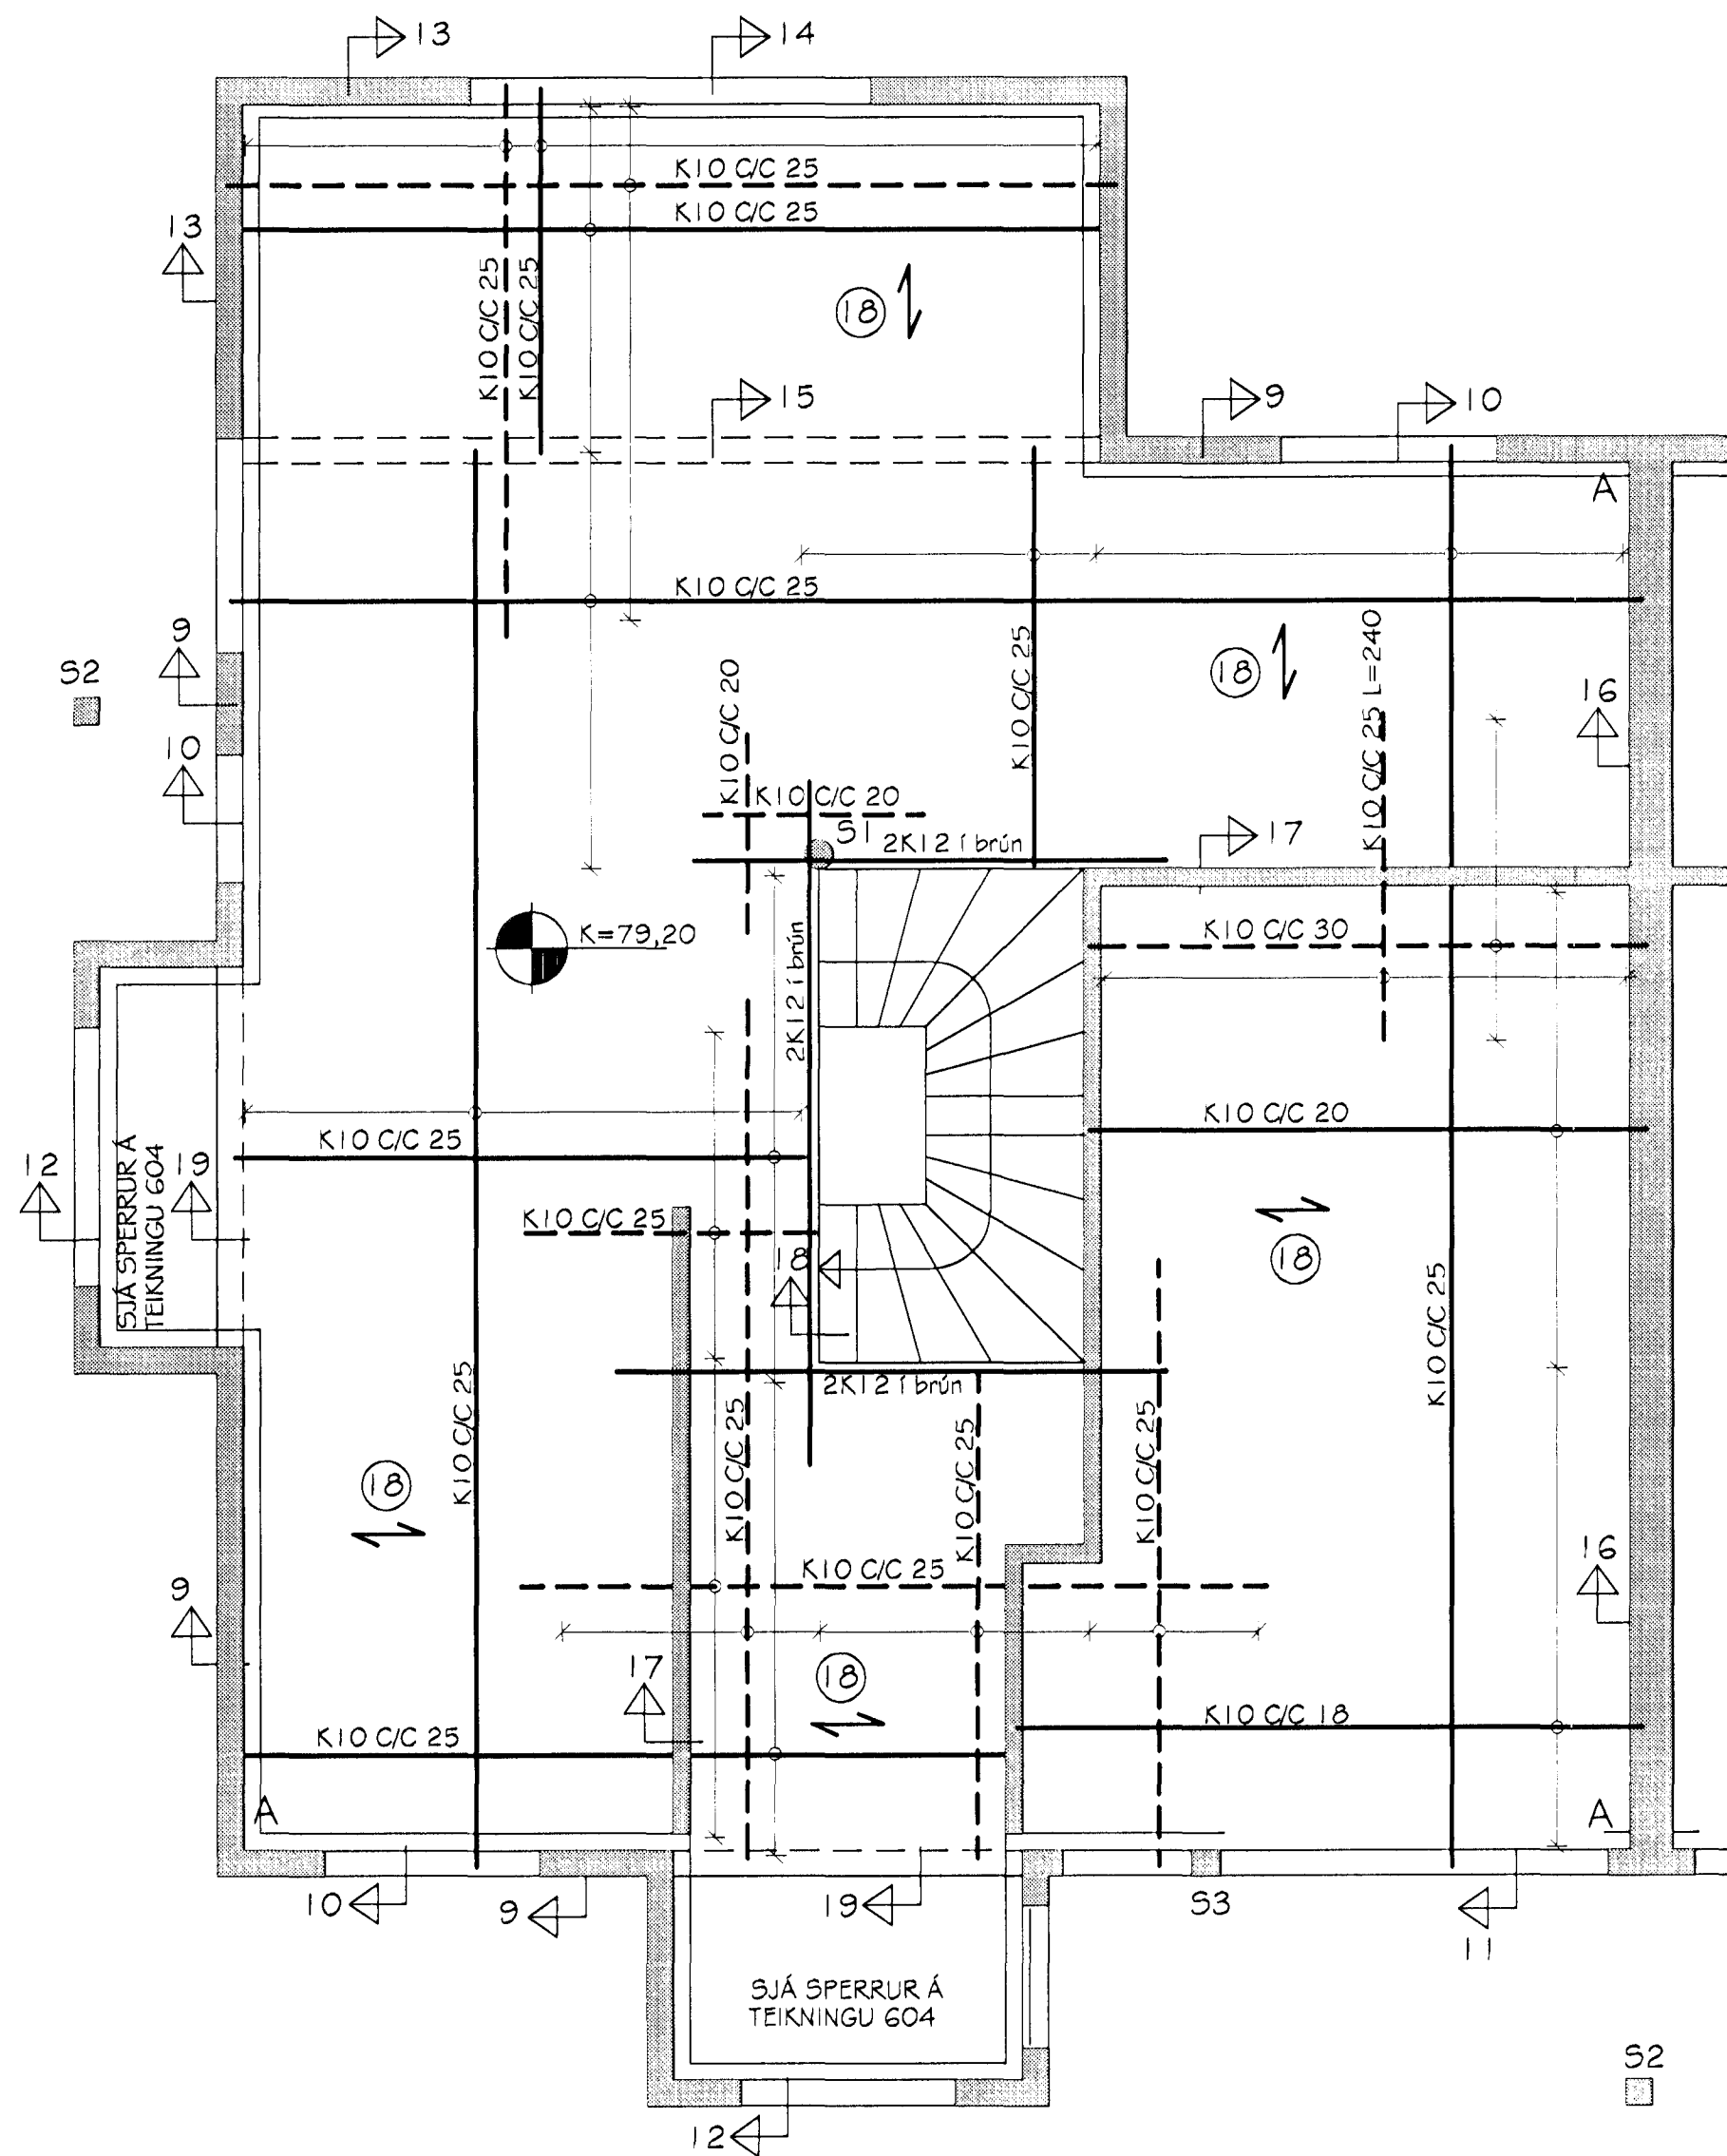 13
14
K10 C/C 25
K10 C/C 25
13
K10 C/C 25
K10 C/C 25
18
15
9
10
A
K10 C/C 25
9
S2
K10 C/C 25
18
K10 C/C 25 L=240
16
K10 C/C 20
10
K10 C/C 20
S1
2K12 í brún
17
K=79,20
2K12 í brún
K10 C/C 30
K10 C/C 25
K10 C/C 20
12
SJÁ SPERRUR Á
TEIKNINGU 604
19
K10 C/C 25
18
18
K10 C/C 25
2K12 í brún
K10 C/C 25
K10 C/C 25
K10 C/C 25
K10 C/C 25
18
K10 C/C 25
16
9
17
18
K10 C/C 25
K10 C/C 18
A
A
10
9
19
S3
11
SJÁ SPERRUR Á
TEIKNINGU 604
S2
12